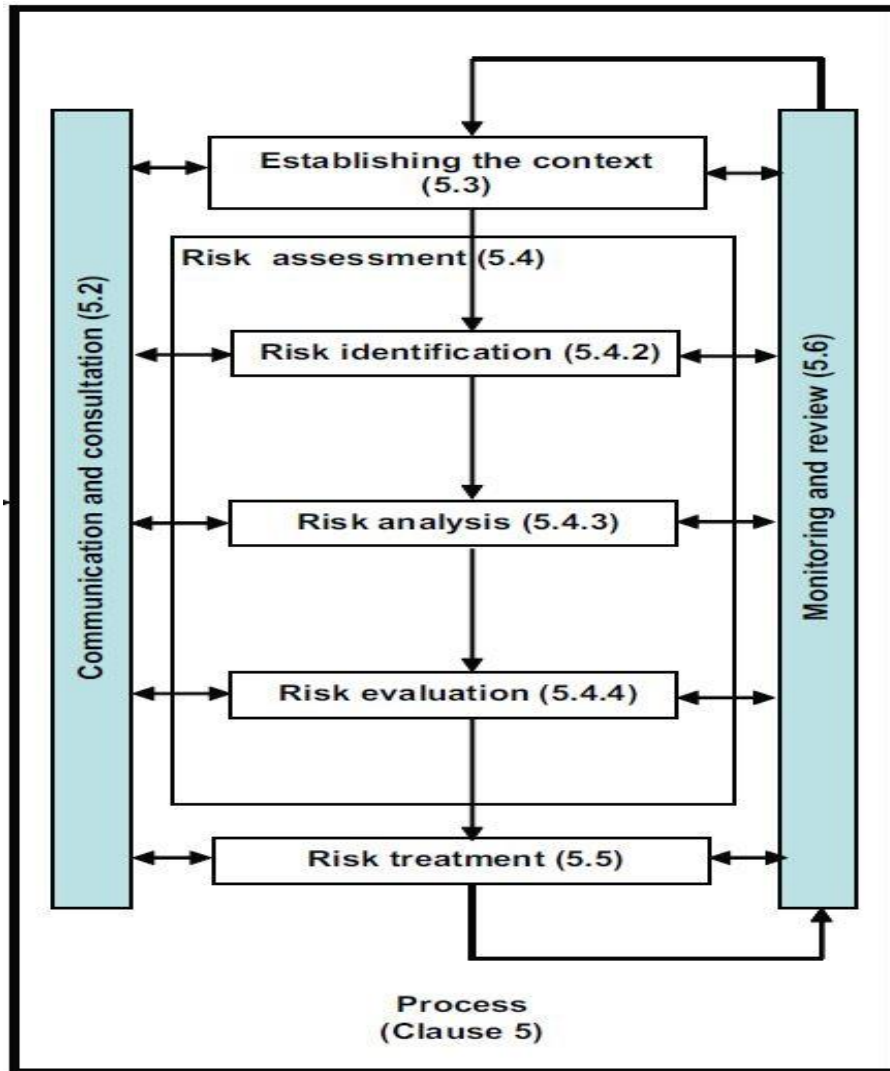 Establishing the context
(5.3)
Risk assessment (5.4)
Risk identification (5.4.2)
Risk analysis (5.4.3)
Risk evaluation (5.4.4)
Risk treatment (5.5)
Communication and consultation (5.2)
Monitoring and review (5.6)
Process
(Clause 5)